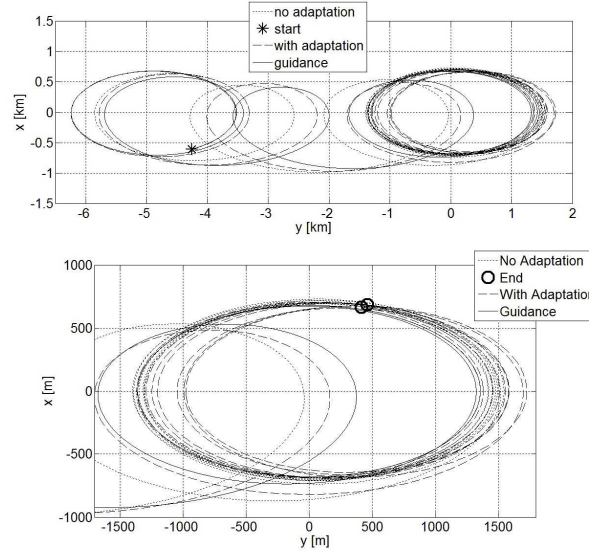 no adaptation
start
with adaptation
guidance
1.5
1
0.5
0
-0.5
-1
-1.5
x [km]
-6 -5 -4 -3 -2 -1 0 1 2
y [km]
No Adaptation
End
With Adaptation
Guidance
1000
500
0
-500
-1000
x [m]
-1500 -1000 -500 0 500 1000 1500
y [m]